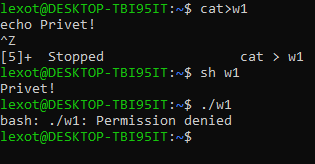 lexot@DESKTOP-TBI95IT:~$ cat>w1
echo Privet!
^Z
[5]+  Stopped                 cat > w1
lexot@DESKTOP-TBI95IT:~$ sh w1
Privet!
lexot@DESKTOP-TBI95IT:~$ ./w1
bash: ./w1: Permission denied
lexot@DESKTOP-TBI95IT:~$